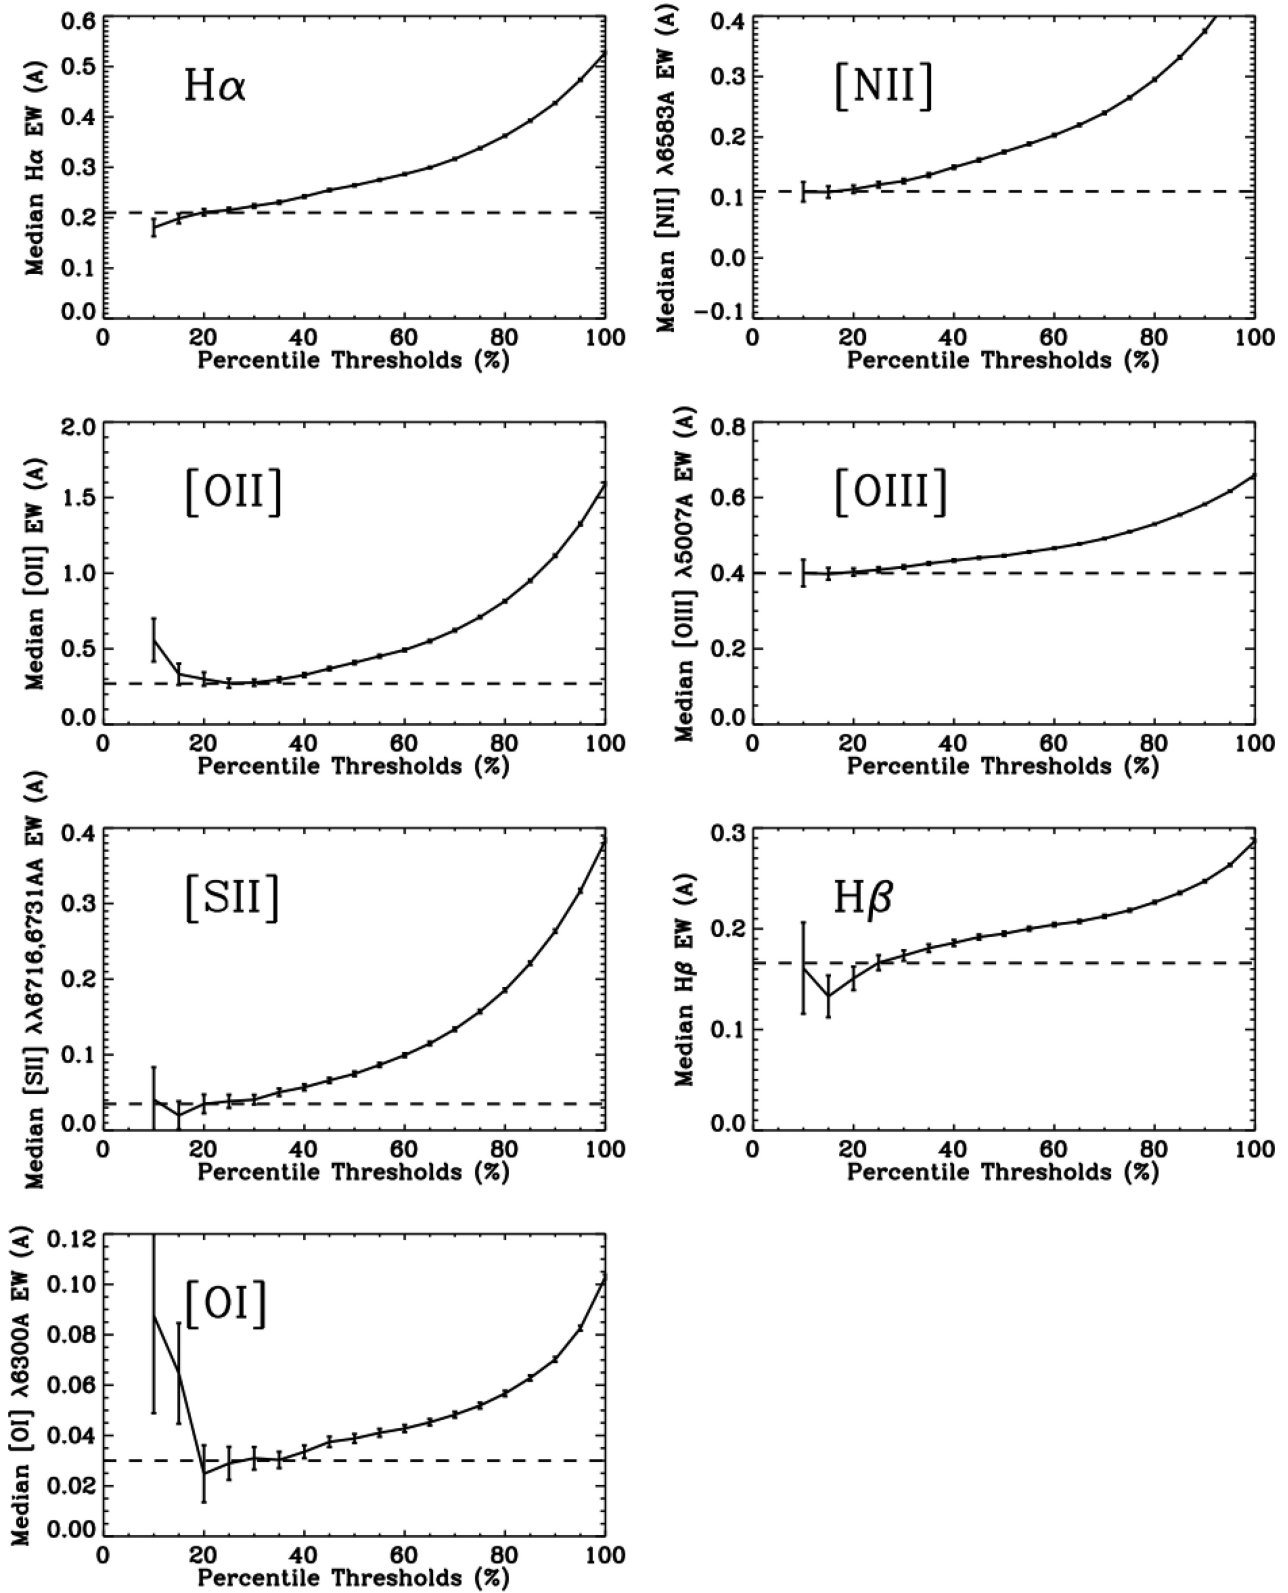 Median Hα EW (A)
0.6
0.5
0.4
0.3
0.2
0.1
0.0
Hα
0 20 40 60 80 100
Percentile Thresholds (%)
Median [NII] λ6583A EW (A)
0.4
0.3
0.2
0.1
0.0
−0.1
[NII]
0 20 40 60 80 100
Percentile Thresholds (%)
Median [OII] EW (A)
2.0
1.5
1.0
0.5
0.0
[OII]
0 20 40 60 80 100
Percentile Thresholds (%)
Median [OIII] λ5007A EW (A)
0.8
0.6
0.4
0.2
0.0
[OIII]
0 20 40 60 80 100
Percentile Thresholds (%)
Median [SII] λλ6716,6731AA EW (A)
0.4
0.3
0.2
0.1
0.0
[SII]
0 20 40 60 80 100
Percentile Thresholds (%)
Median Hβ EW (A)
0.3
0.2
0.1
0.0
Hβ
0 20 40 60 80 100
Percentile Thresholds (%)
Median [OI] λ6300A EW (A)
0.12
0.10
0.08
0.06
0.04
0.02
0.00
[OI]
0 20 40 60 80 100
Percentile Thresholds (%)